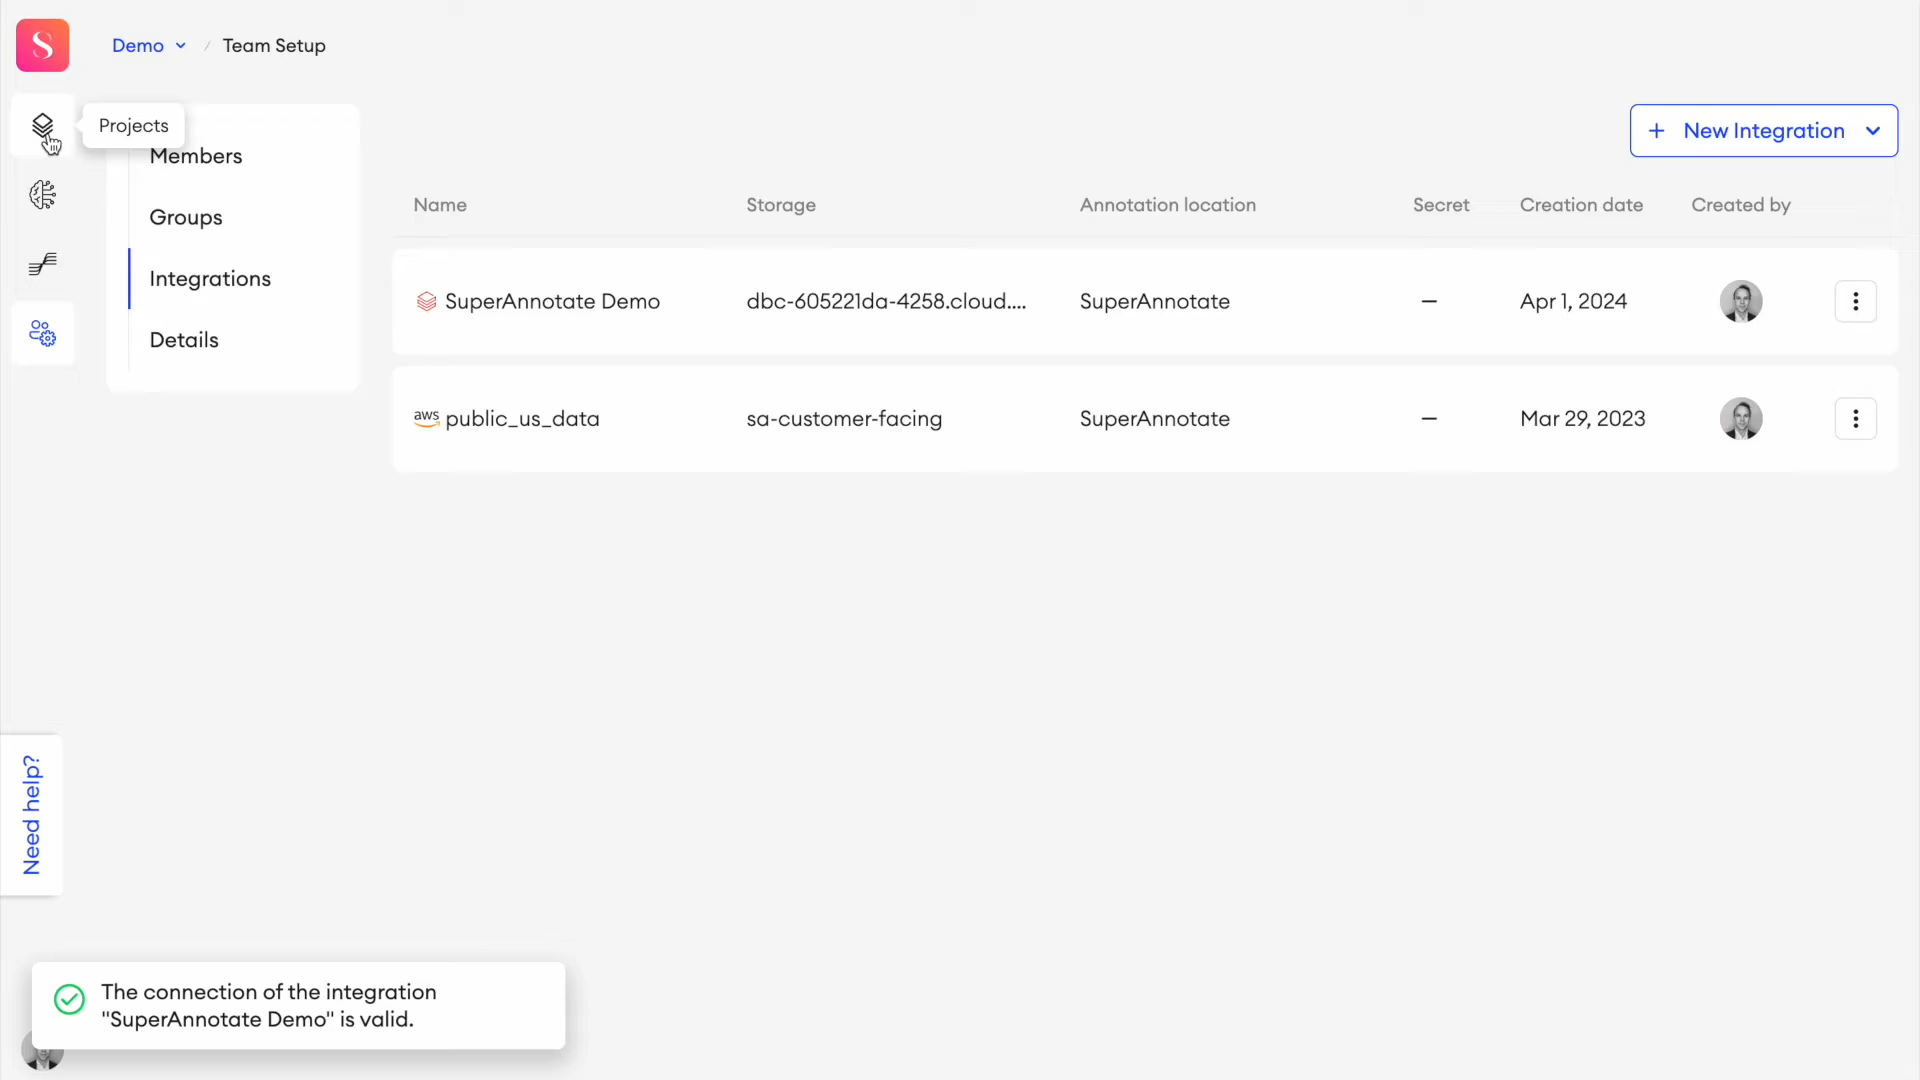 Demo / Team Setup
Projects
Members
Groups
Integrations
Details
+ New Integration
Name Storage Annotation location Secret Creation date Created by
SuperAnnotate Demo dbc-605221da-4258.cloud.... SuperAnnotate — Apr 1, 2024
aws public_us_data sa-customer-facing SuperAnnotate — Mar 29, 2023
Need help?
The connection of the integration
"SuperAnnotate Demo" is valid.